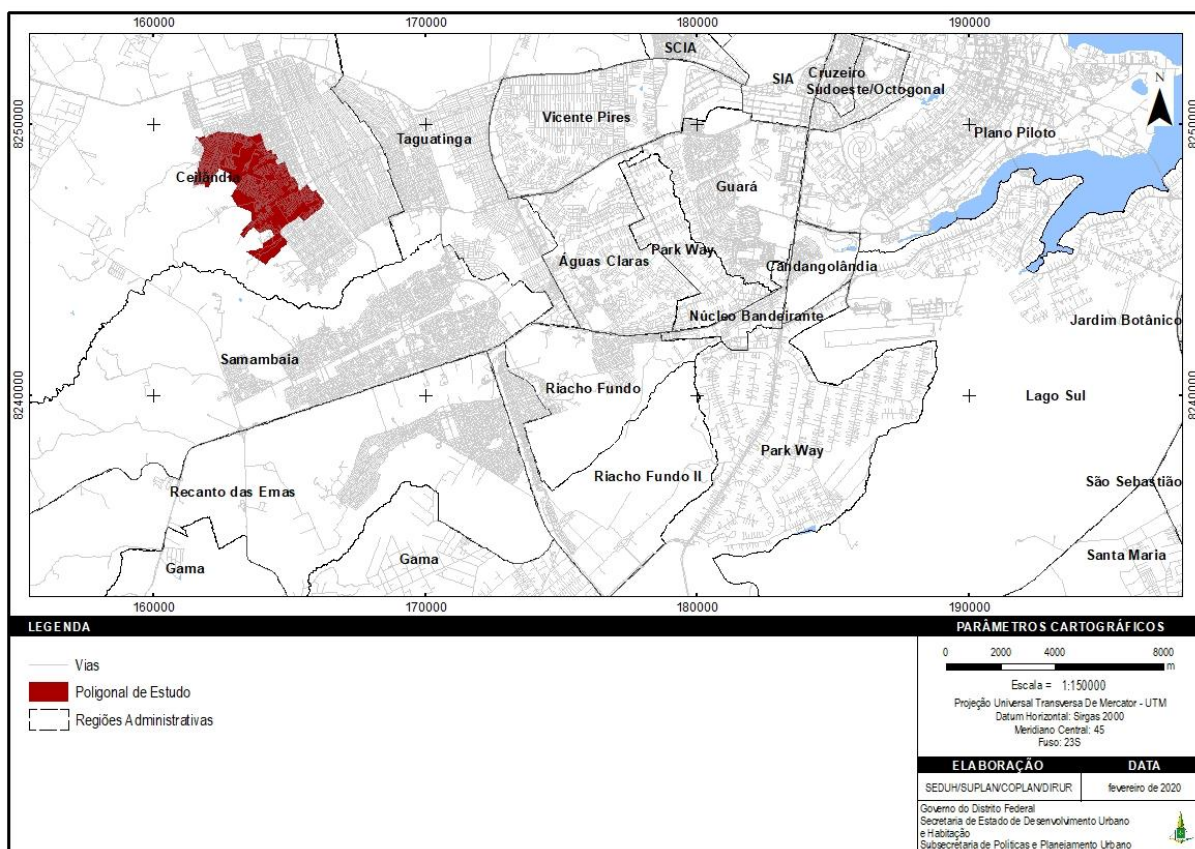 160000
170000
180000
190000
SCIA
SIA
Cruzeiro
Sudoeste/Octogonal
N
8250000
8250000
Vicente Pires
Plano Piloto
Taguatinga
Ceilândia
Guará
Park Way
Águas Claras
Candangolândia
Núcleo Bandeirante
Jardim Botânico
Samambaia
Riacho Fundo
8240000
8240000
Lago Sul
Park Way
Riacho Fundo II
São Sebastião
Recanto das Emas
Gama
Gama
Santa Maria
160000
170000
180000
190000
LEGENDA
Vias
Poligonal de Estudo
Regiões Administrativas
PARÂMETROS CARTOGRÁFICOS
0 2000 4000 8000
m
Escala = 1:150000
Projeção Universal Transversa De Mercator - UTM
Datum Horizontal: Sirgas 2000
Meridiano Central: 45
Fuso: 23S
ELABORAÇÃO
DATA
SEDUH/SUPLAN/COPLAN/DIRUR
fevereiro de 2020
Governo do Distrito Federal
Secretaria de Estado de Desenvolvimento Urbano
e Habitação
Subsecretaria de Políticas e Planejamento Urbano